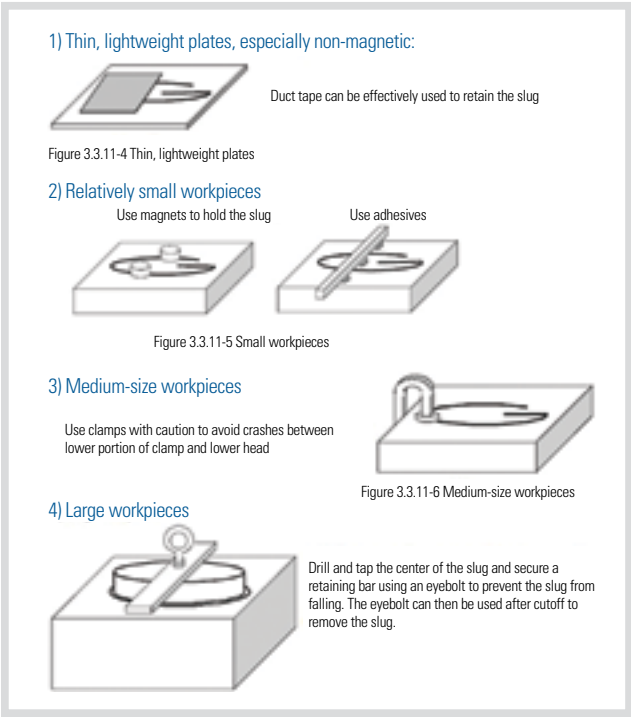 1) Thin, lightweight plates, especially non-magnetic:
Duct tape can be effectively used to retain the slug
Figure 3.3.11-4 Thin, lightweight plates
2) Relatively small workpieces
Use magnets to hold the slug
Use adhesives
Figure 3.3.11-5 Small workpieces
3) Medium-size workpieces
Use clamps with caution to avoid crashes between
lower portion of clamp and lower head
Figure 3.3.11-6 Medium-size workpieces
4) Large workpieces
Drill and tap the center of the slug and secure a
retaining bar using an eyebolt to prevent the slug from
falling. The eyebolt can then be used after cutoff to
remove the slug.